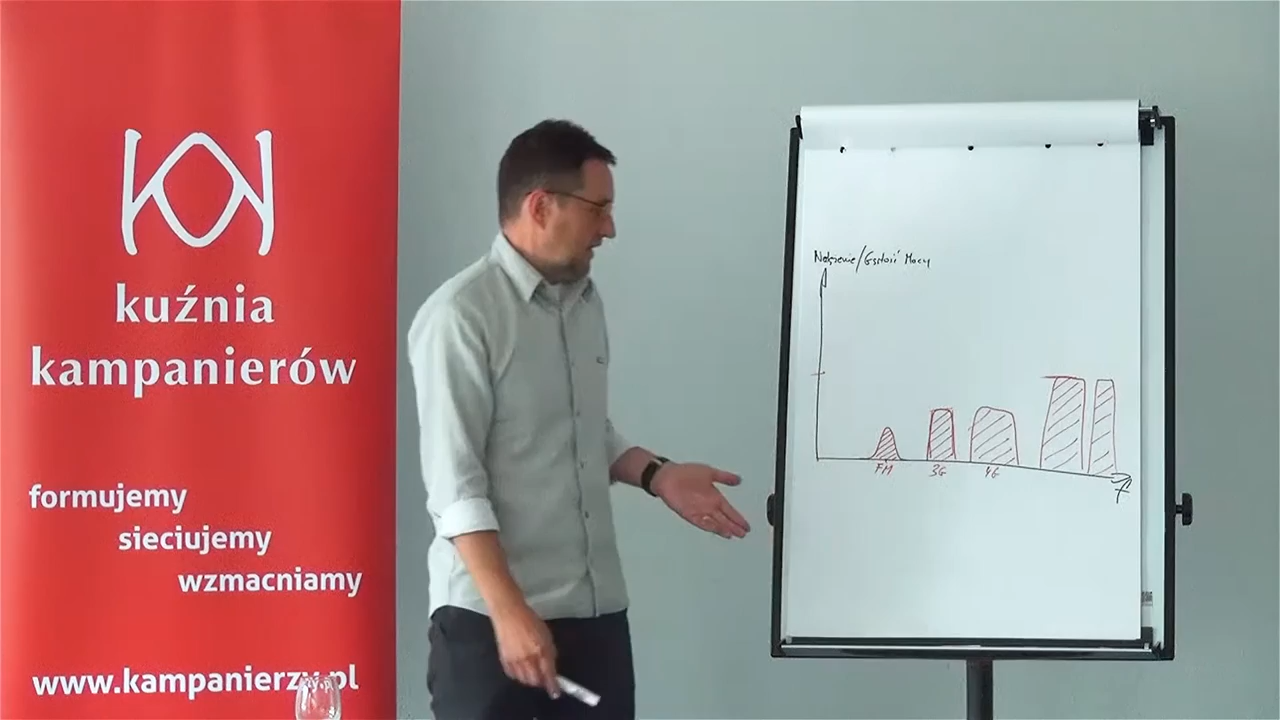 kuźnia
kampanierów
formujemy
sieciujemy
wzmacniamy
www.kampanierzy.pl
Natężenie/Gęstość Mocy
FM
3G
4G
f